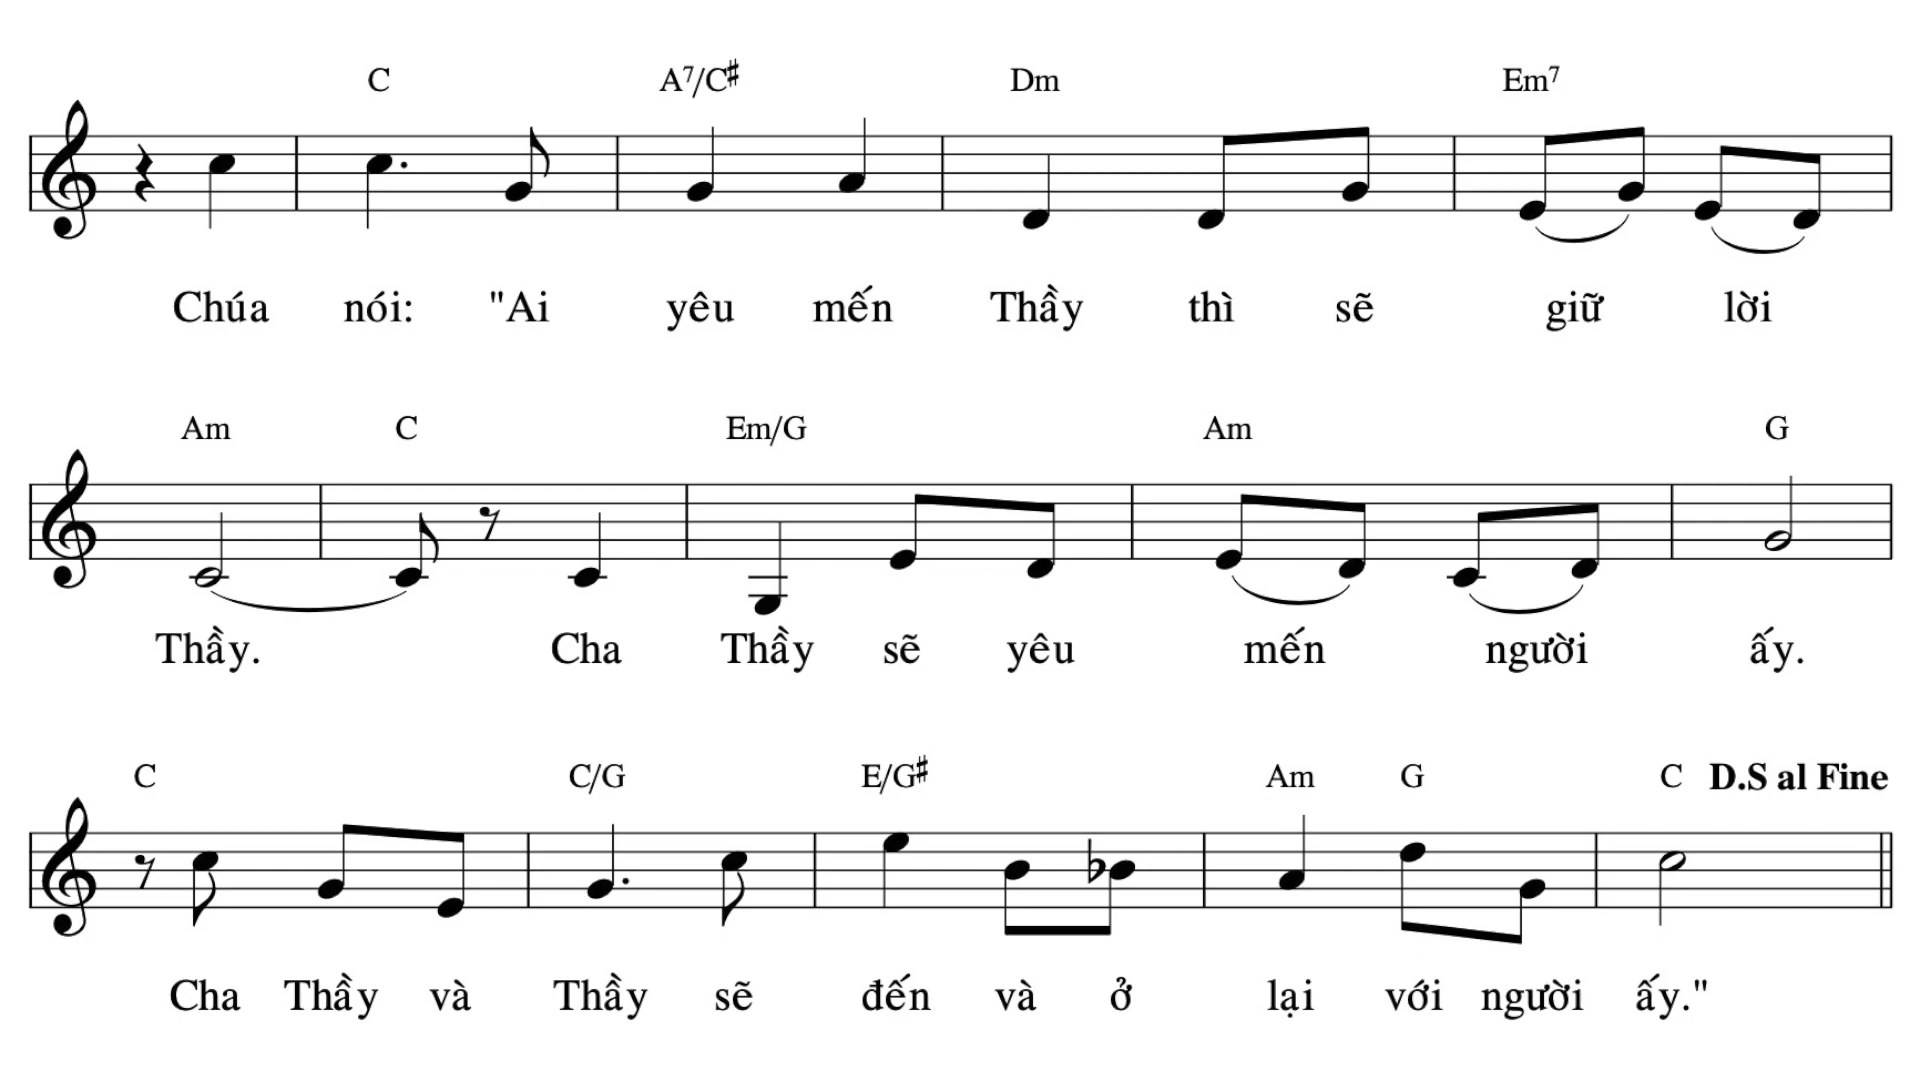 C A⁷/C♯ Dm Em⁷
Chúa nói: "Ai yêu mến Thầy thì sẽ giữ lời
Am C Em/G Am G
Thầy. Cha Thầy sẽ yêu mến người ấy.
C C/G E/G♯ Am G C D.S al Fine
Cha Thầy và Thầy sẽ đến và ở lại với người ấy."